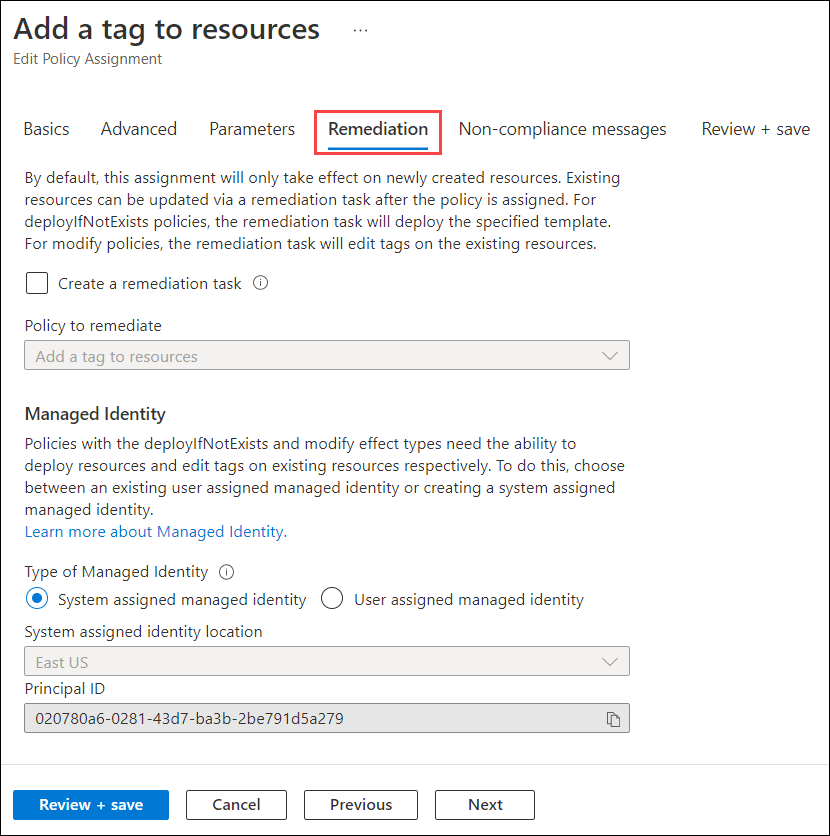 Add a tag to resources ...
Edit Policy Assignment
Basics Advanced Parameters Remediation Non-compliance messages Review + save
By default, this assignment will only take effect on newly created resources. Existing
resources can be updated via a remediation task after the policy is assigned. For
deployIfNotExists policies, the remediation task will deploy the specified template.
For modify policies, the remediation task will edit tags on the existing resources.
Create a remediation task
Policy to remediate
Add a tag to resources
Managed Identity
Policies with the deployIfNotExists and modify effect types need the ability to
deploy resources and edit tags on existing resources respectively. To do this, choose
between an existing user assigned managed identity or creating a system assigned
managed identity.
Learn more about Managed Identity.
Type of Managed Identity
System assigned managed identity User assigned managed identity
System assigned identity location
East US
Principal ID
020780a6-0281-43d7-ba3b-2be791d5a279
Review + save Cancel Previous Next